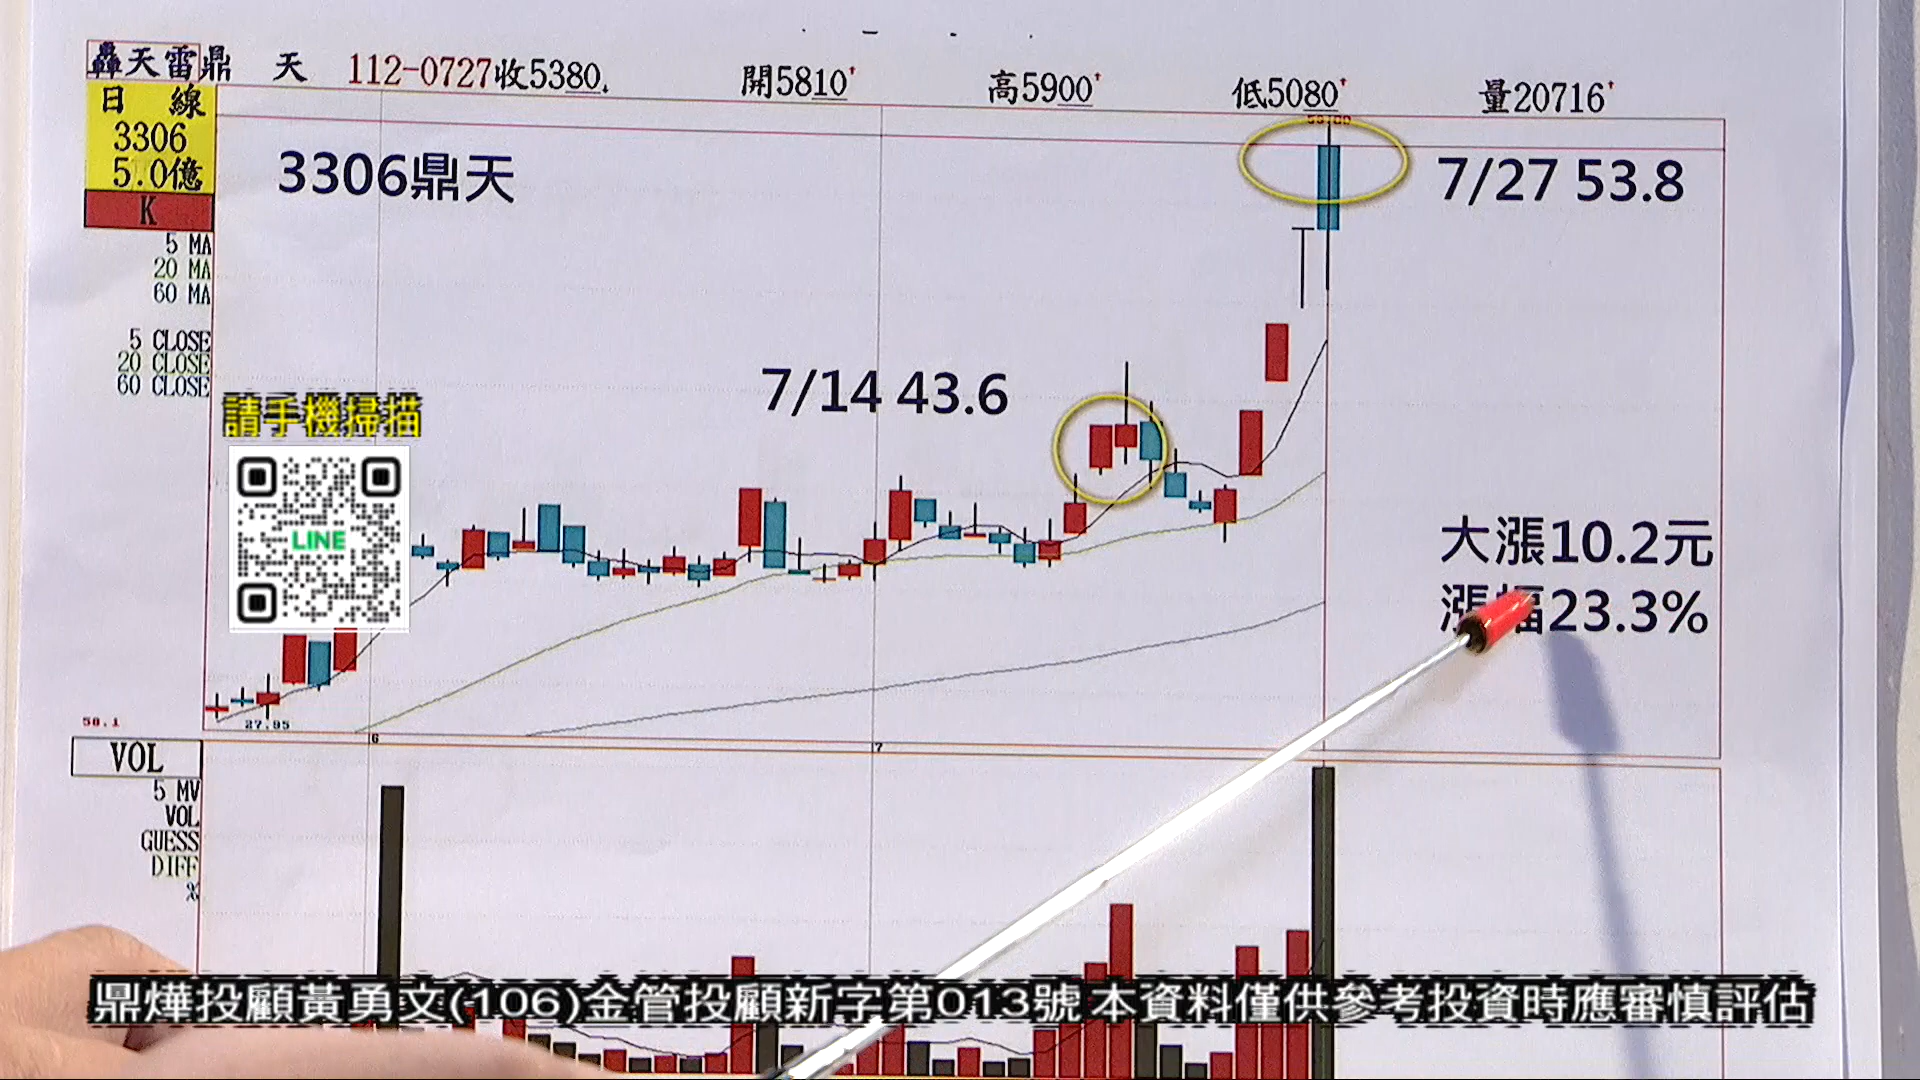 轟天雷鼎 天 112-0727收5380 開5810 高5900 低5080 量20716
日 線
3306
5.0億
K
5 MA
20 MA
60 MA
5 CLOSE
20 CLOSE
60 CLOSE
3306鼎天
7/27 53.8
7/14 43.6
請手機掃描
LINE
大漲10.2元
漲幅23.3%
58.1
27.95
6
7
VOL
5 MV
VOL
GUESS
DIFF
%
鼎燁投顧黃勇文(106)金管投顧新字第013號 本資料僅供參考投資時應審慎評估